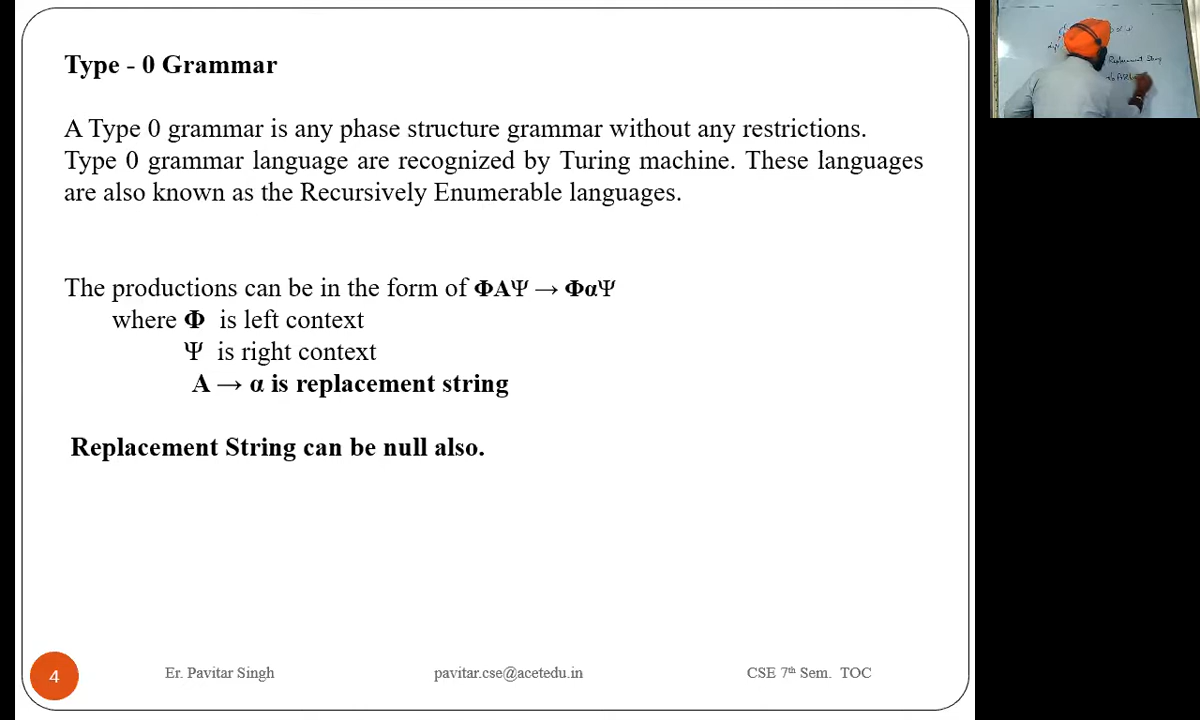 Type - 0 Grammar
A Type 0 grammar is any phase structure grammar without any restrictions.
Type 0 grammar language are recognized by Turing machine. These languages
are also known as the Recursively Enumerable languages.
The productions can be in the form of ΦAΨ → ΦαΨ
where Φ is left context
Ψ is right context
A → α is replacement string
Replacement String can be null also.
4
Er. Pavitar Singh
pavitar.cse@acetedu.in
CSE 7th Sem. TOC
Replacement String